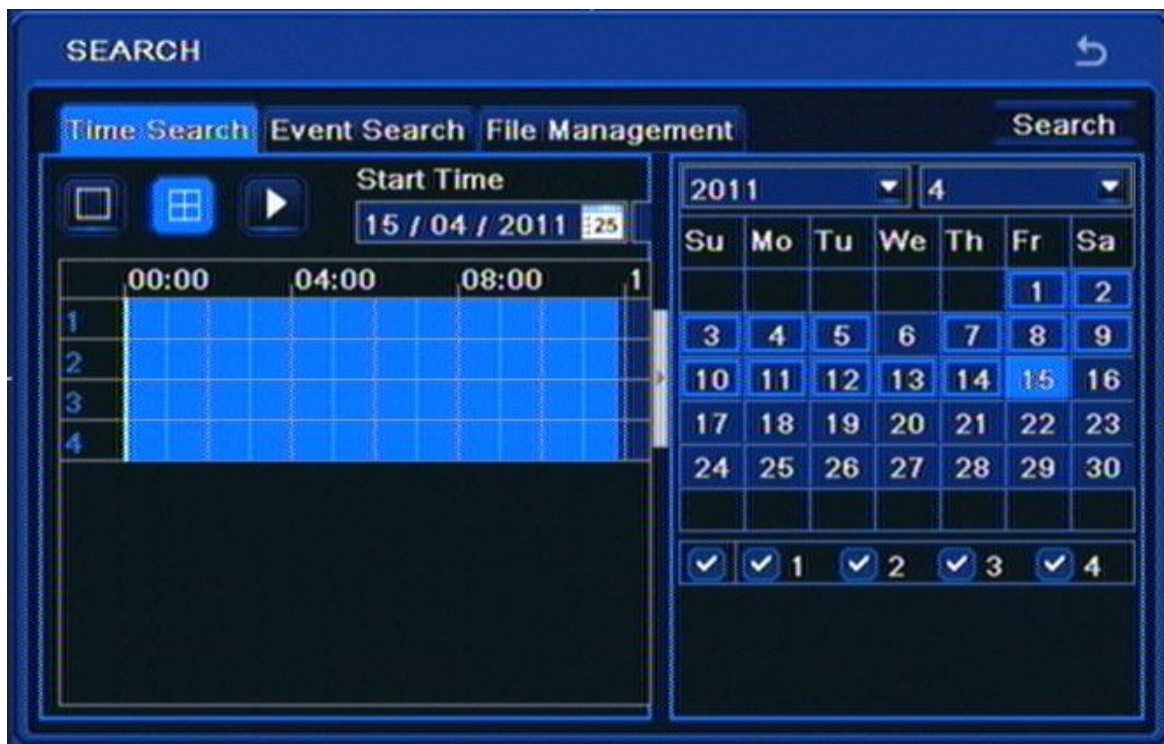 SEARCH
Time Search Event Search File Management Search
Start Time
15 / 04 / 2011 25
00:00 04:00 08:00 1
1
2
3
4
2011 4
Su Mo Tu We Th Fr Sa
1 2
3 4 5 6 7 8 9
10 11 12 13 14 15 16
17 18 19 20 21 22 23
24 25 26 27 28 29 30
1 2 3 4